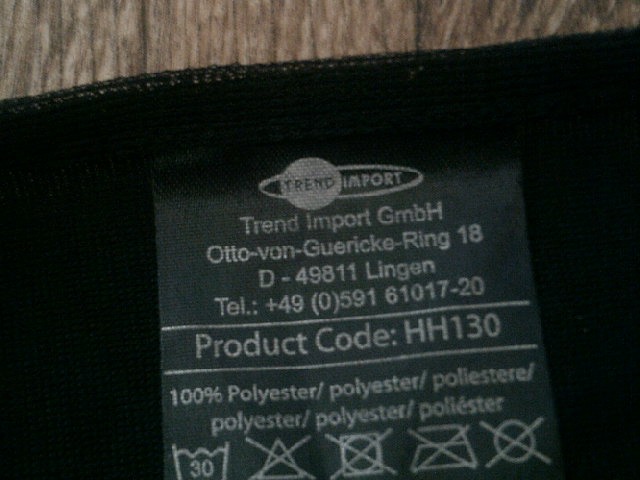 TREND IMPORT
Trend Import GmbH
Otto-von-Guericke-Ring 18
D - 49811 Lingen
Tel.: +49 (0)591 61017-20
Product Code: HH130
100% Polyester/ polyester/ poliestere/
polyester/ polyester/ poliéster
30